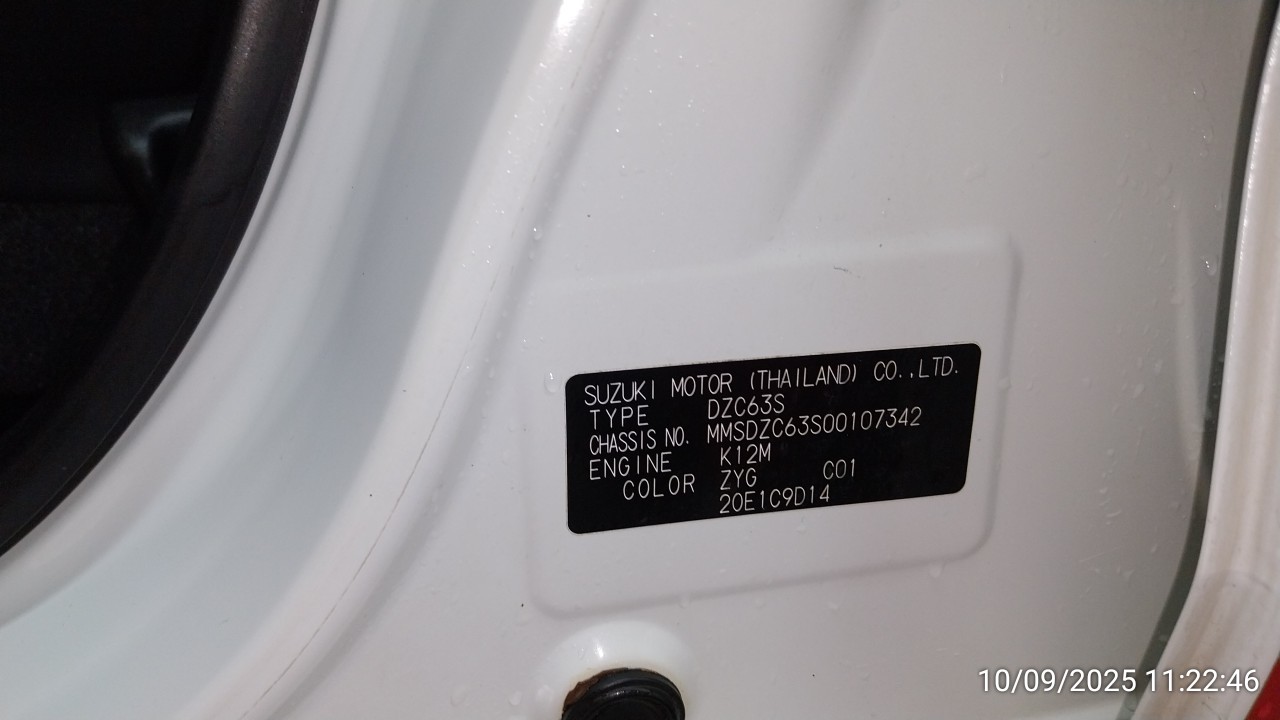 SUZUKI MOTOR (THAILAND) CO.,LTD.
TYPE DZC63S
CHASSIS NO. MMSDZC63S00107342
ENGINE K12M
COLOR ZYG C01
20E1C9D14
10/09/2025 11:22:46